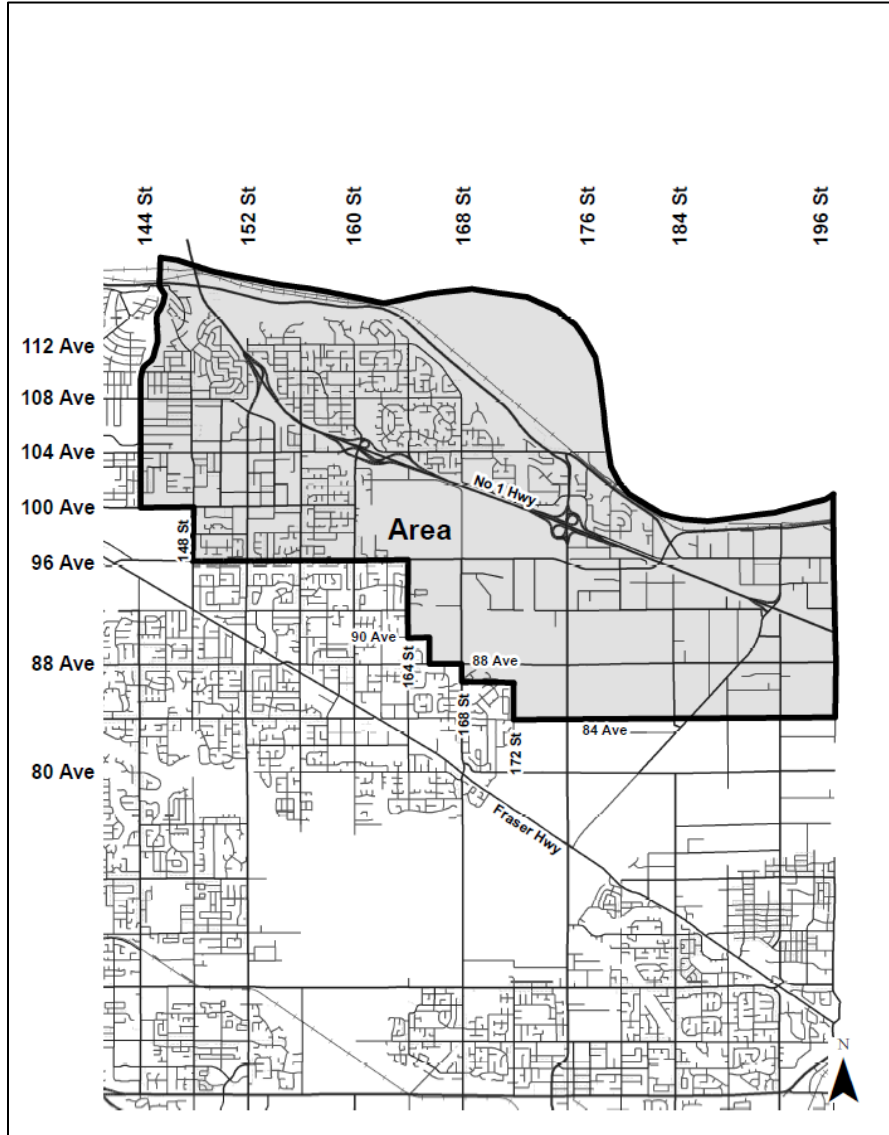 144 St
152 St
160 St
168 St
176 St
184 St
196 St
112 Ave
108 Ave
104 Ave
100 Ave
96 Ave
88 Ave
80 Ave
No 1 Hwy
Area
148 St
90 Ave
164 St
88 Ave
168 St
172 St
84 Ave
Fraser Hwy
N